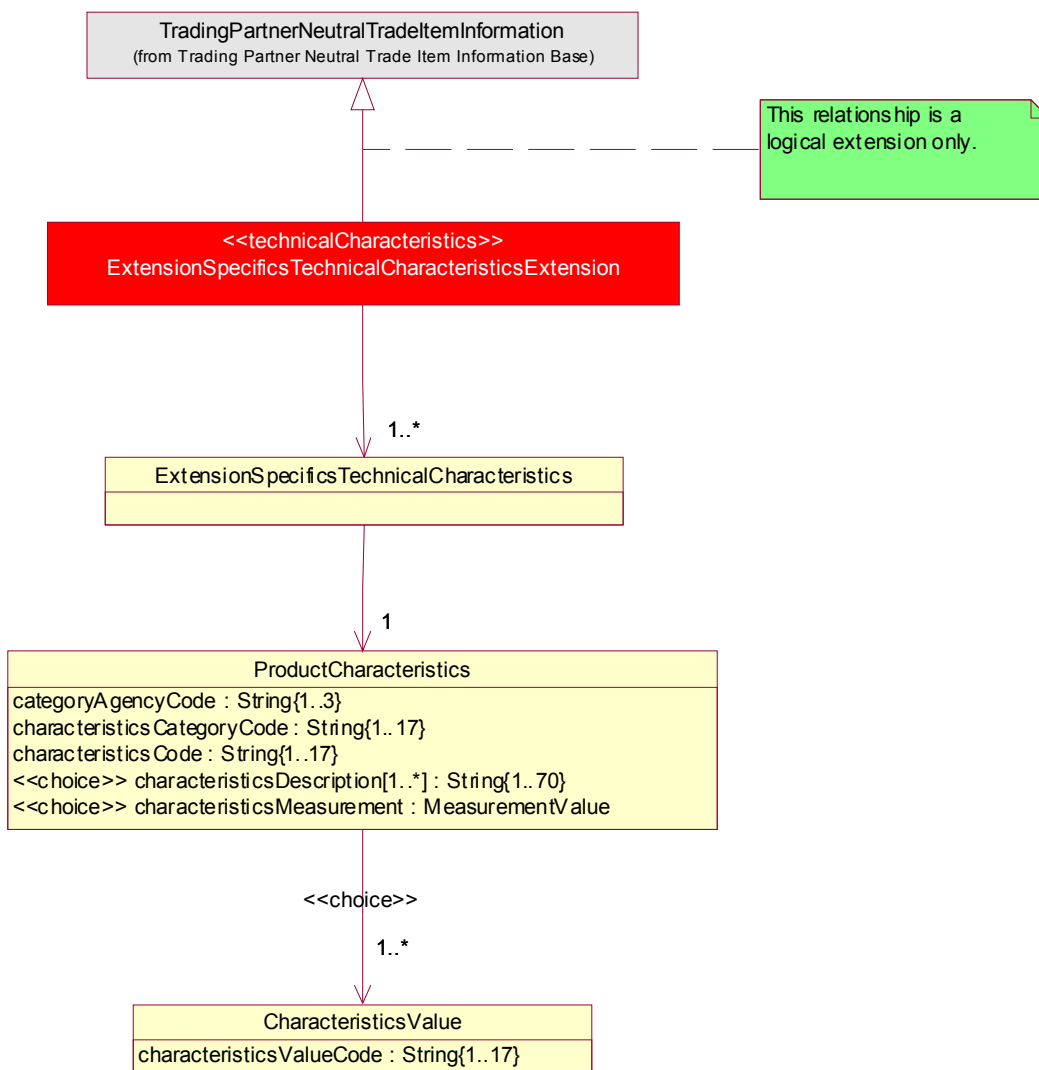 TradingPartnerNeutralTradeItemInformation
(from Trading Partner Neutral Trade Item Information Base)
This relationship is a
logical extension only.
<<technicalCharacteristics>>
ExtensionSpecificsTechnicalCharacteristicsExtension
1..*
ExtensionSpecificsTechnicalCharacteristics
1
ProductCharacteristics
categoryAgencyCode : String{1..3}
characteristicsCategoryCode : String{1..17}
characteristicsCode : String{1..17}
<<choice>> characteristicsDescription[1..*] : String{1..70}
<<choice>> characteristicsMeasurement : MeasurementValue
<<choice>>
1..*
CharacteristicsValue
characteristicsValueCode : String{1..17}